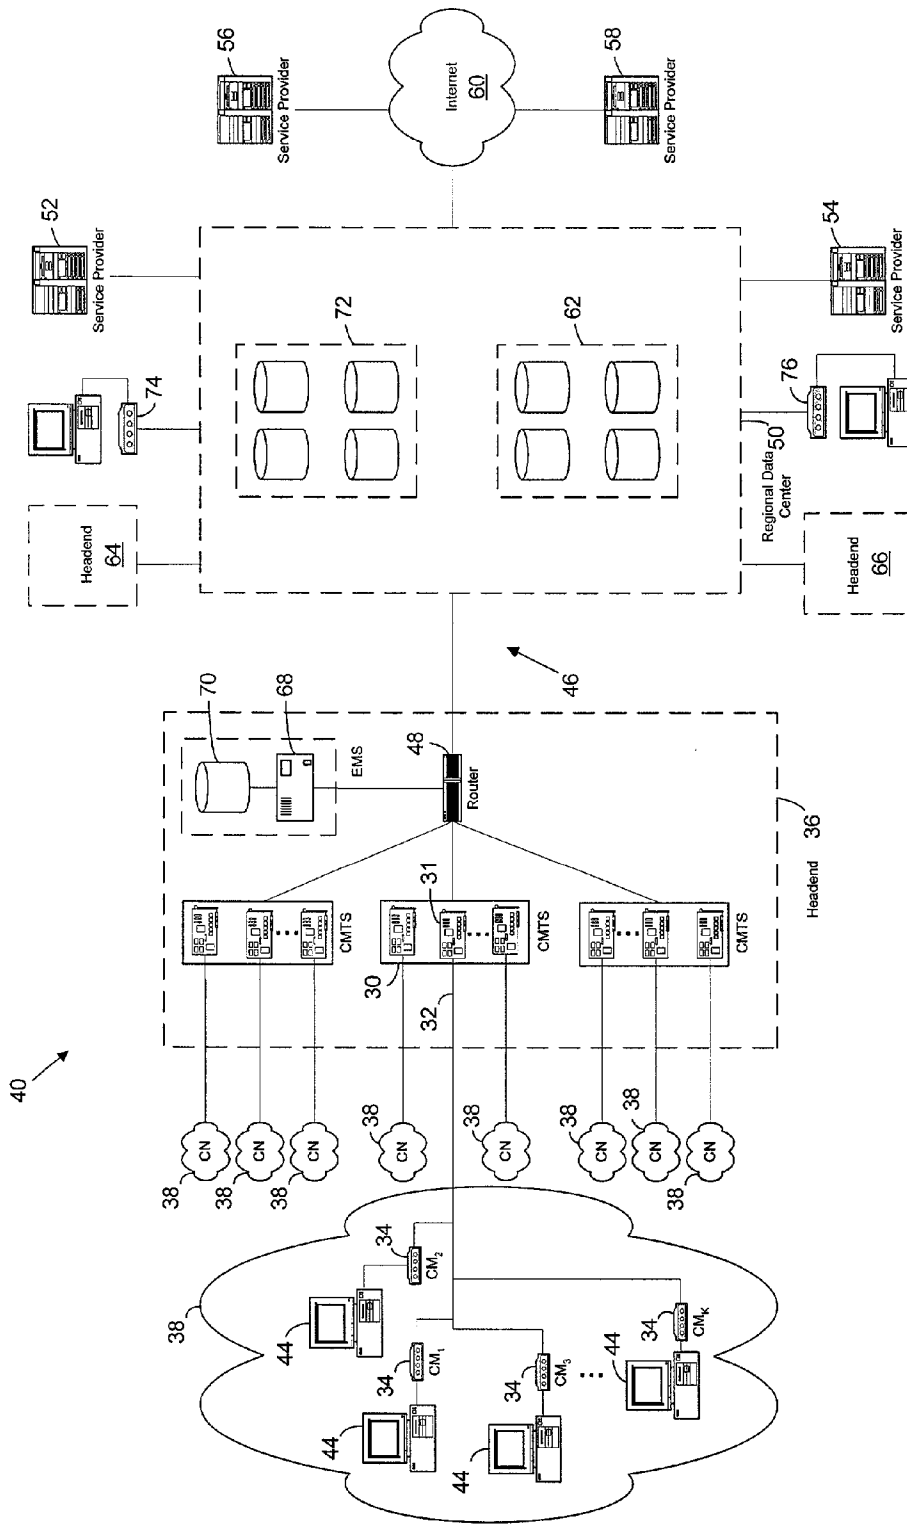 40
38
44
34
CM1
44
34
CM2
44
34
CM3
...
44
34
CMK
38
CN
38
CN
38
CN
38
CN
38
CN
38
CN
38
CN
38
CN
32
30
31
CMTS
CMTS
CMTS
70
68
EMS
48
Router
36
Headend
46
Headend
64
Headend
66
74
76
50
Regional Data
Center
72
62
52
Service Provider
54
Service Provider
56
Service Provider
58
Service Provider
Internet
60